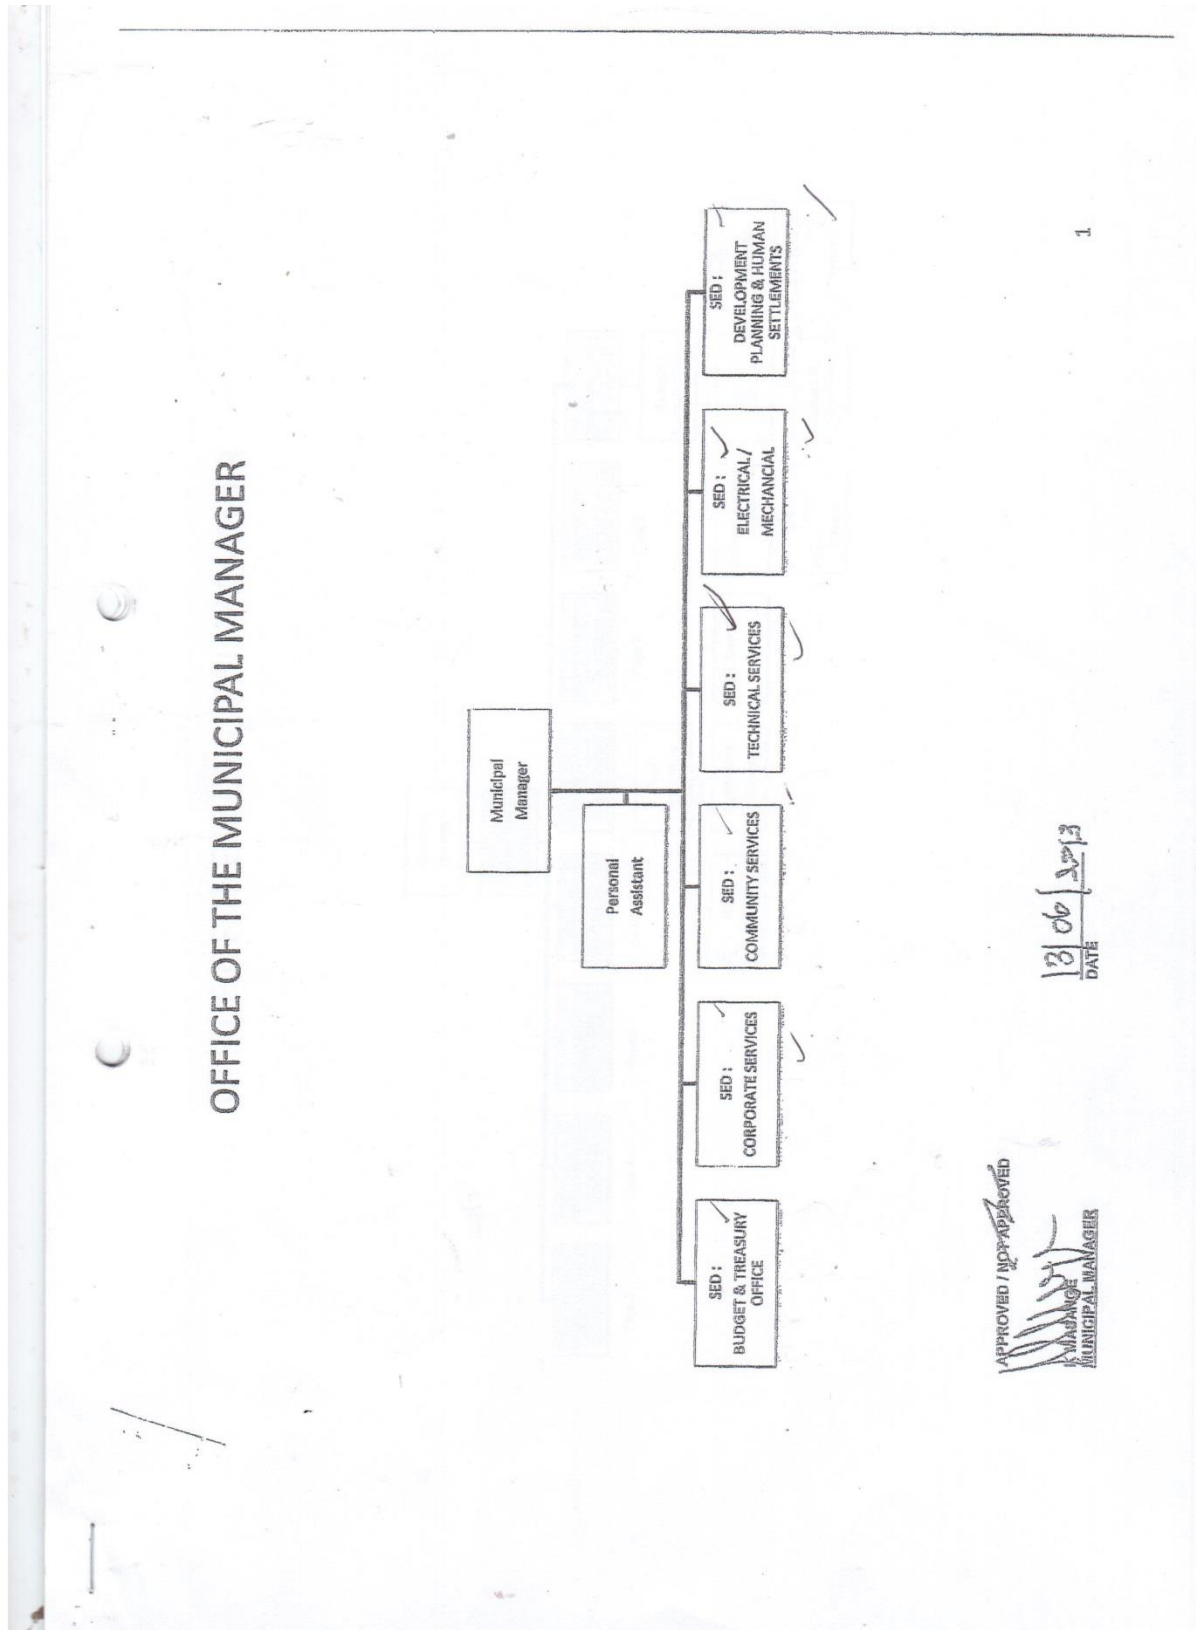 OFFICE OF THE MUNICIPAL MANAGER
Municipal
Manager
Personal
Assistant
SED :
BUDGET & TREASURY
OFFICE
SED :
CORPORATE SERVICES
SED :
COMMUNITY SERVICES
SED :
TECHNICAL SERVICES
SED :
ELECTRICAL/
MECHANCIAL
SED :
DEVELOPMENT
PLANNING & HUMAN
SETTLEMENTS
APPROVED / NOT APPROVED
MUNICIPAL MANAGER
13/06/2013
DATE
1